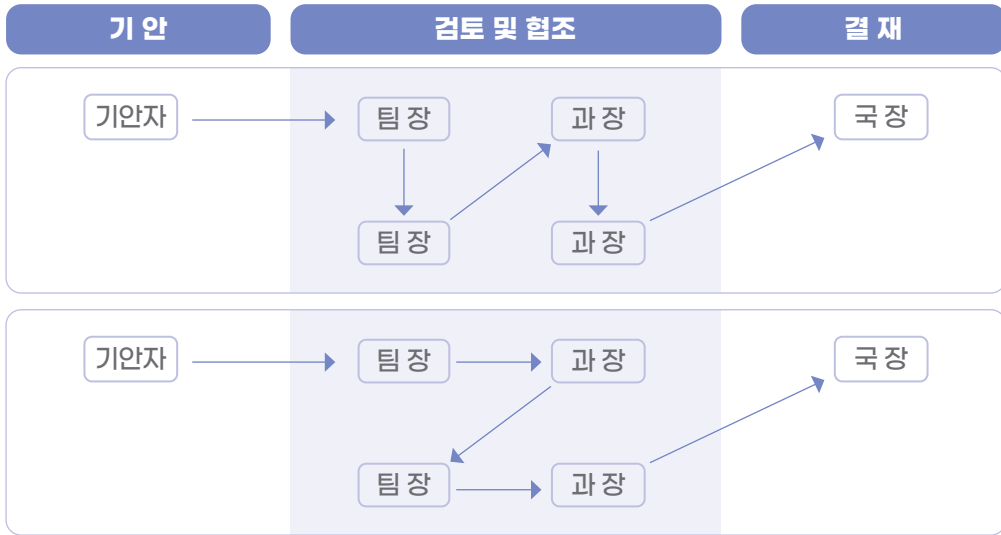 기 안 검토 및 협조 결 재
기안자 팀 장 과 장 국 장
팀 장 과 장
기안자 팀 장 과 장 국 장
팀 장 과 장